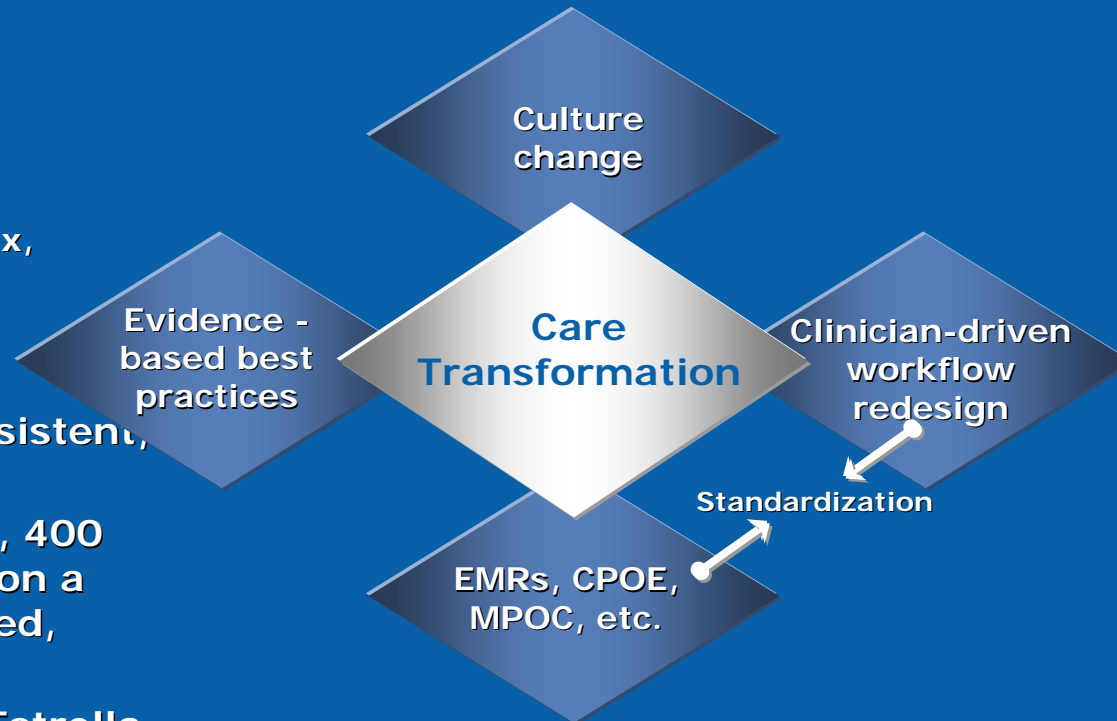 Culture
change
x,
Evidence -
based best
practices
Care
Transformation
Clinician-driven
workflow
redesign
sistent,
Standardization
, 400
on a
ed,
EMRs, CPOE,
MPOC, etc.